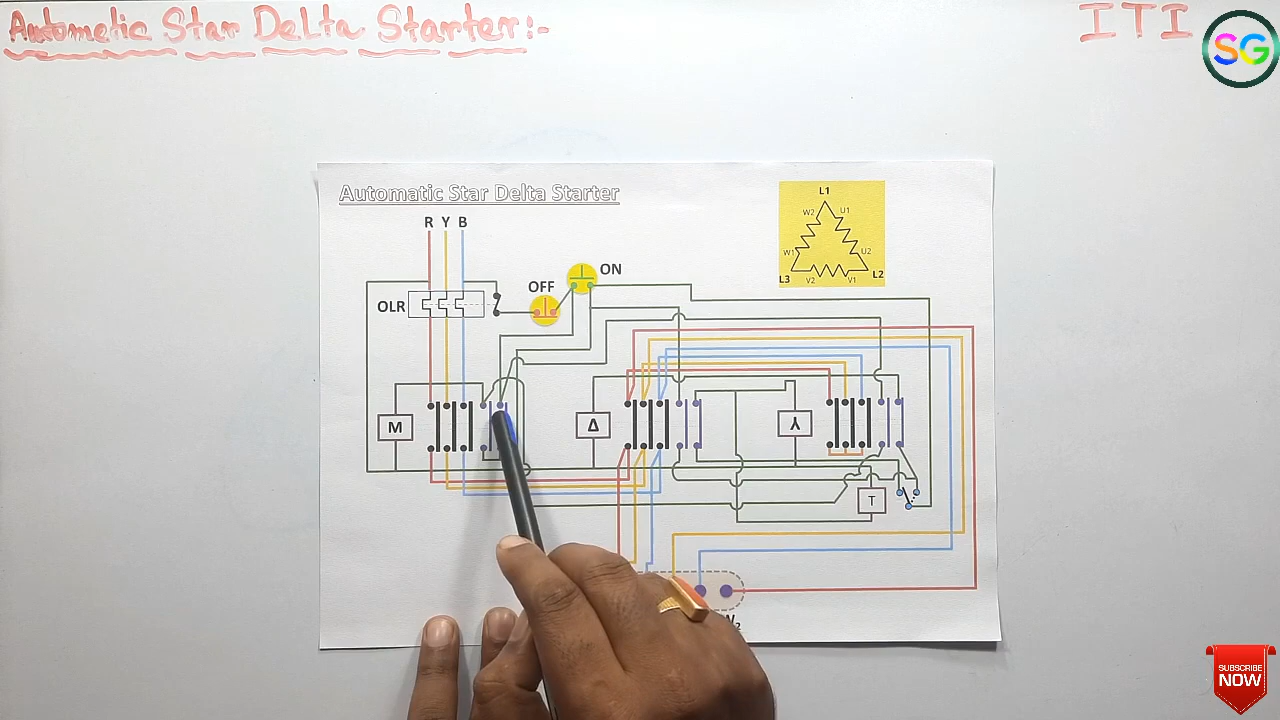 Automatic Star Delta Starter:-
ITI
SG
Automatic Star Delta Starter
R Y B
L1
W2 U1
W1 U2
L3 V2 V1 L2
ON
OFF
OLR
M
Δ
T
SUBSCRIBE
NOW